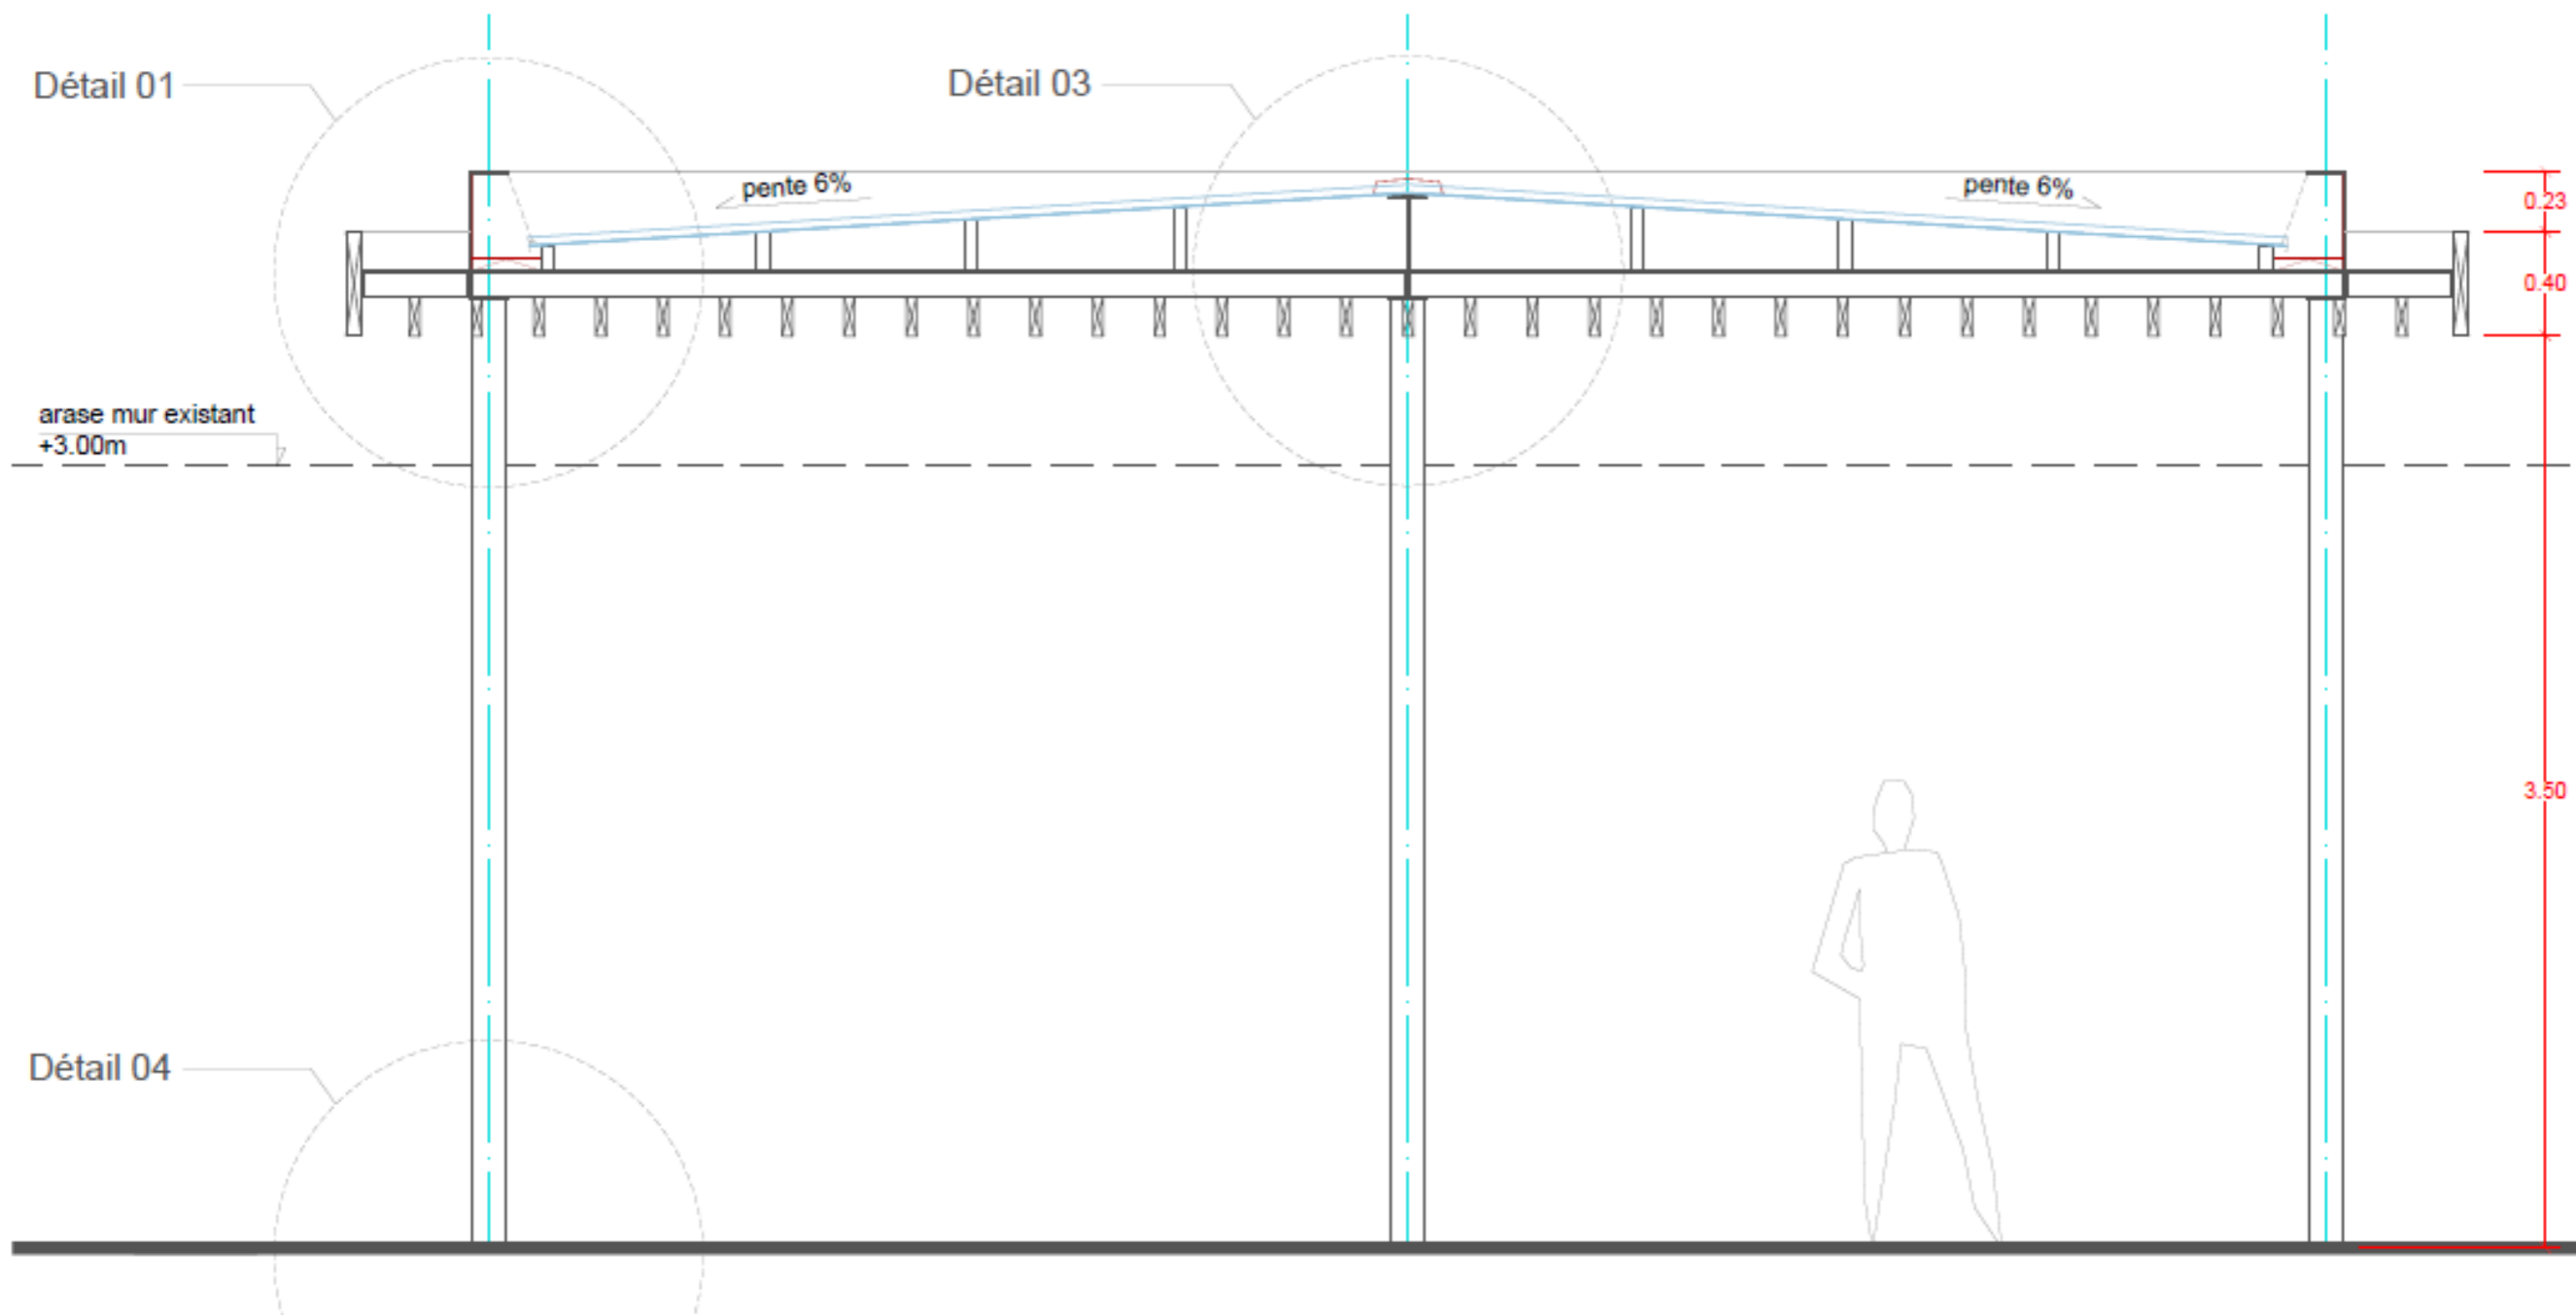 Détail 01
Détail 03
pente 6%
pente 6%
0.23
0.40
arase mur existant
+3.00m
3.50
Détail 04